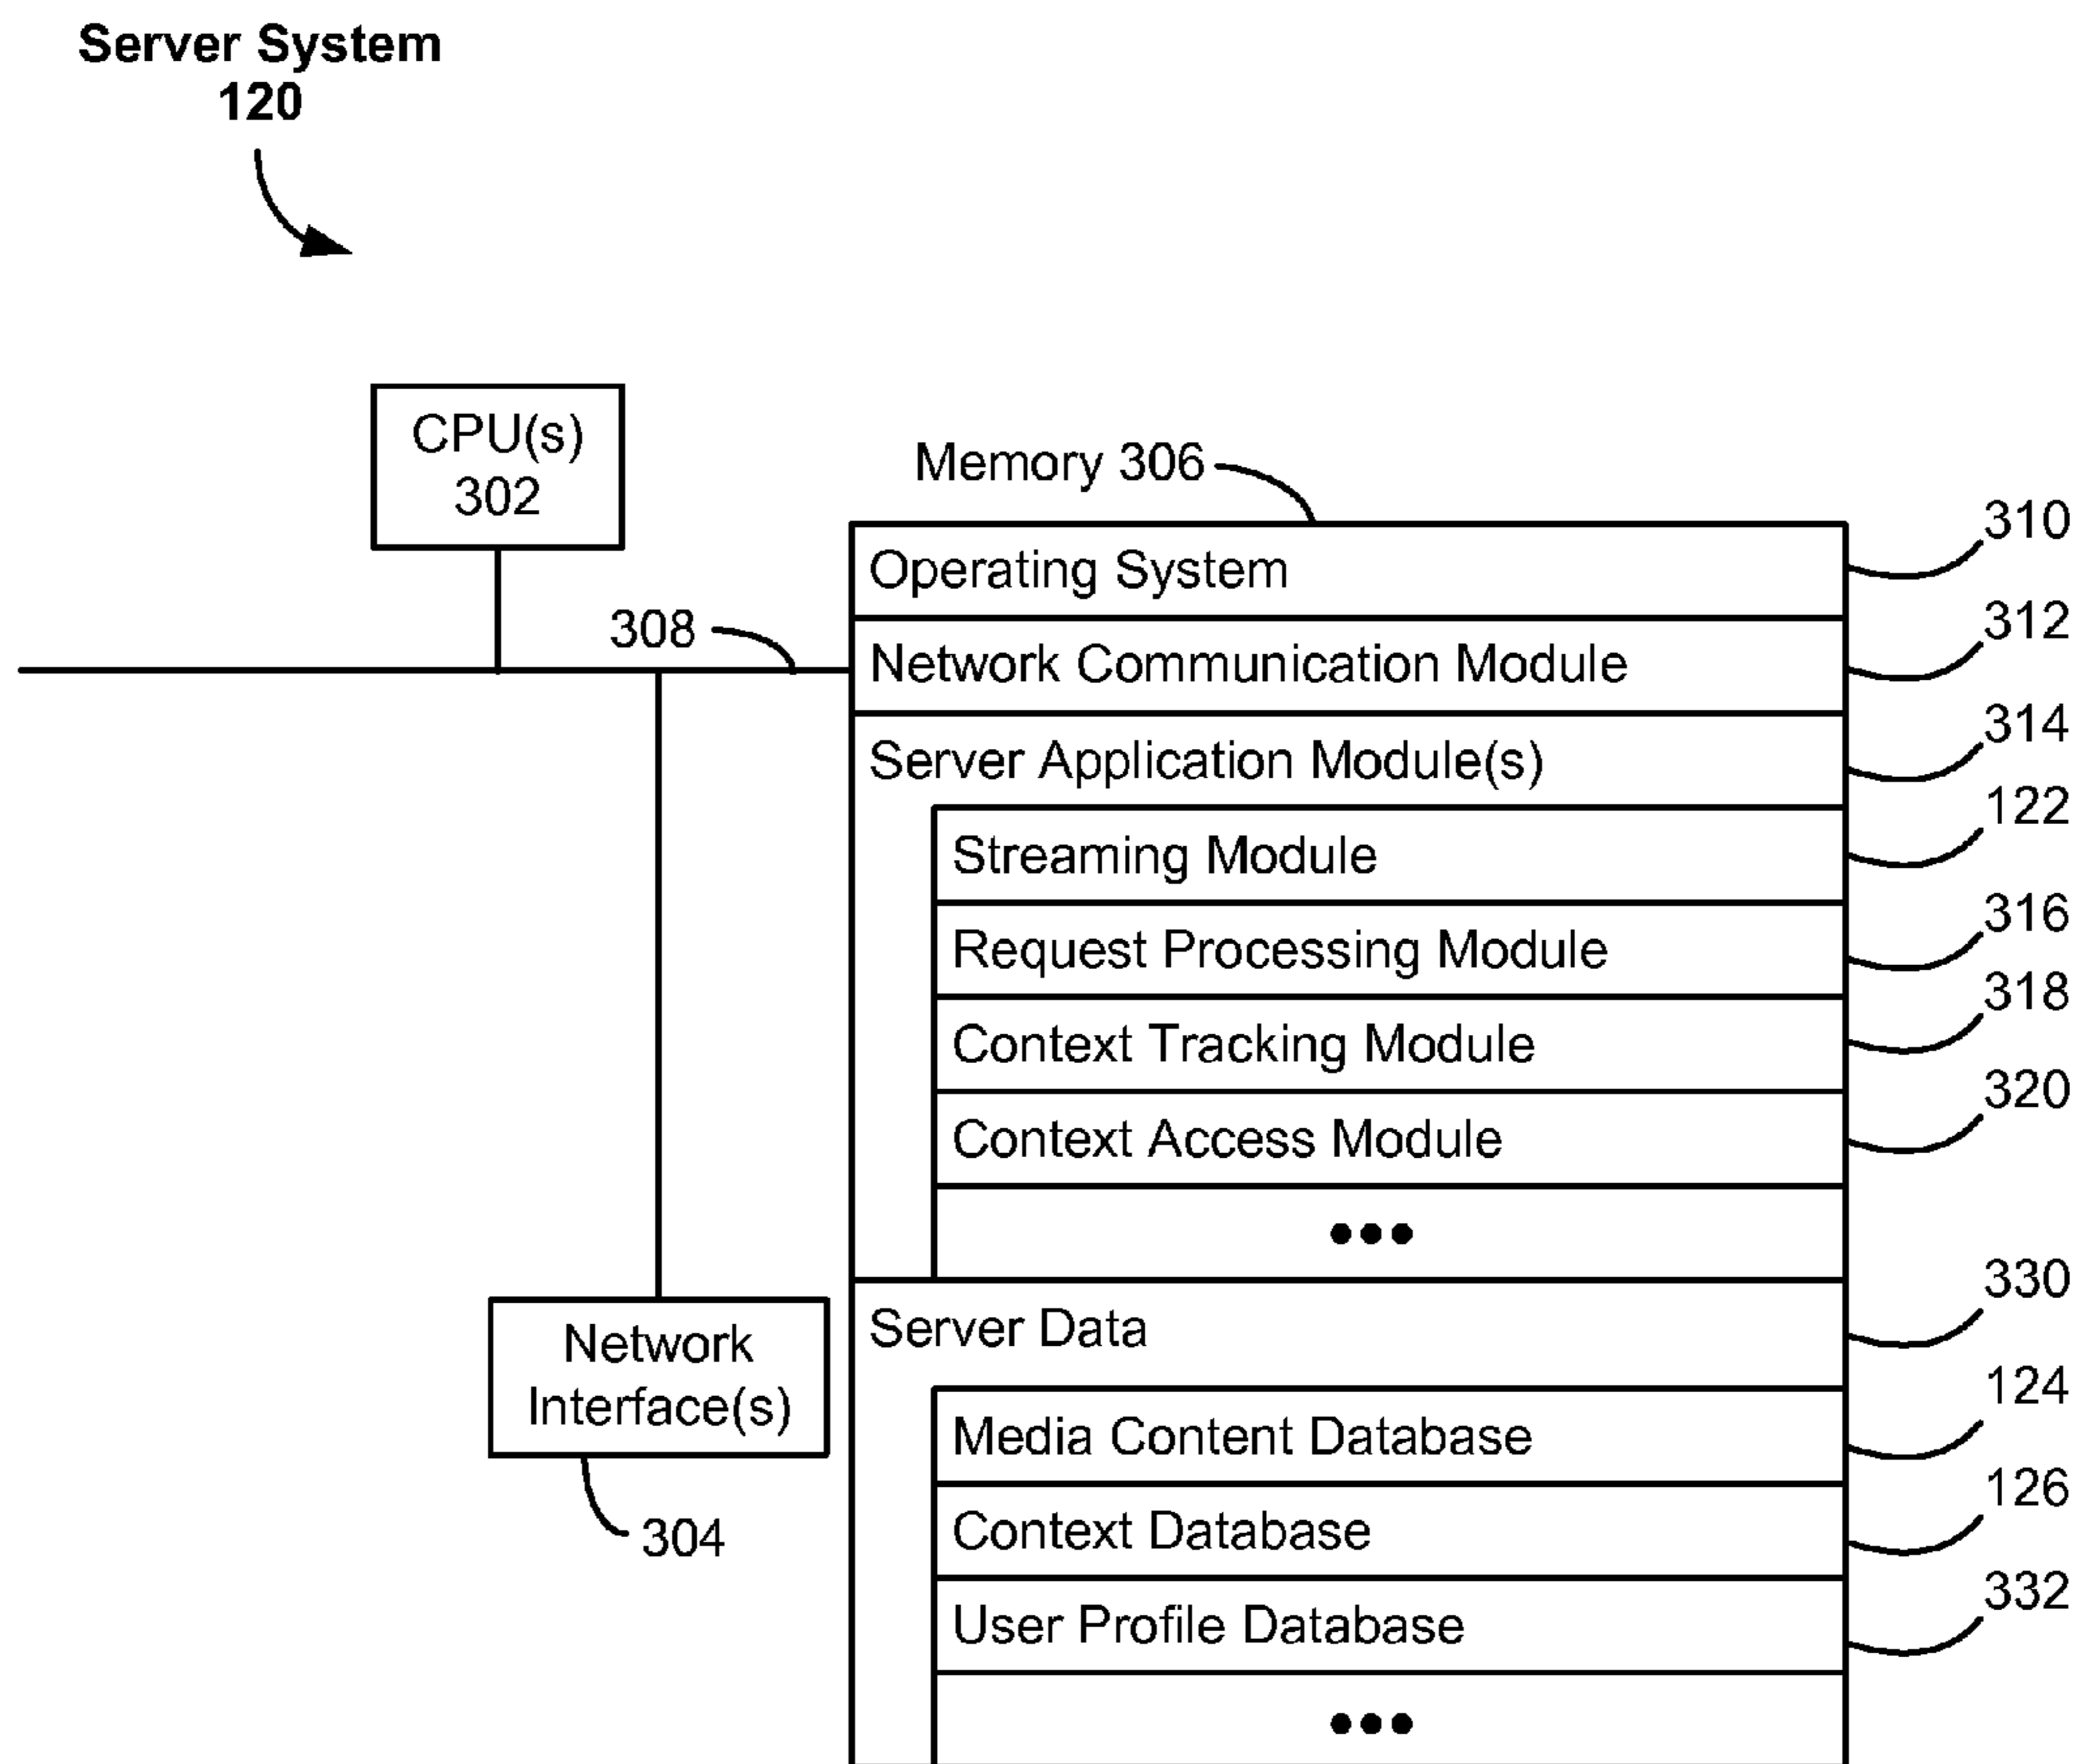 Server System
120
CPU(s)
302
Memory 306
308
Operating System
310
Network Communication Module
312
Server Application Module(s)
314
Streaming Module
122
Request Processing Module
316
Context Tracking Module
318
Context Access Module
320
•••
Server Data
330
Network
Interface(s)
304
Media Content Database
124
Context Database
126
User Profile Database
332
•••